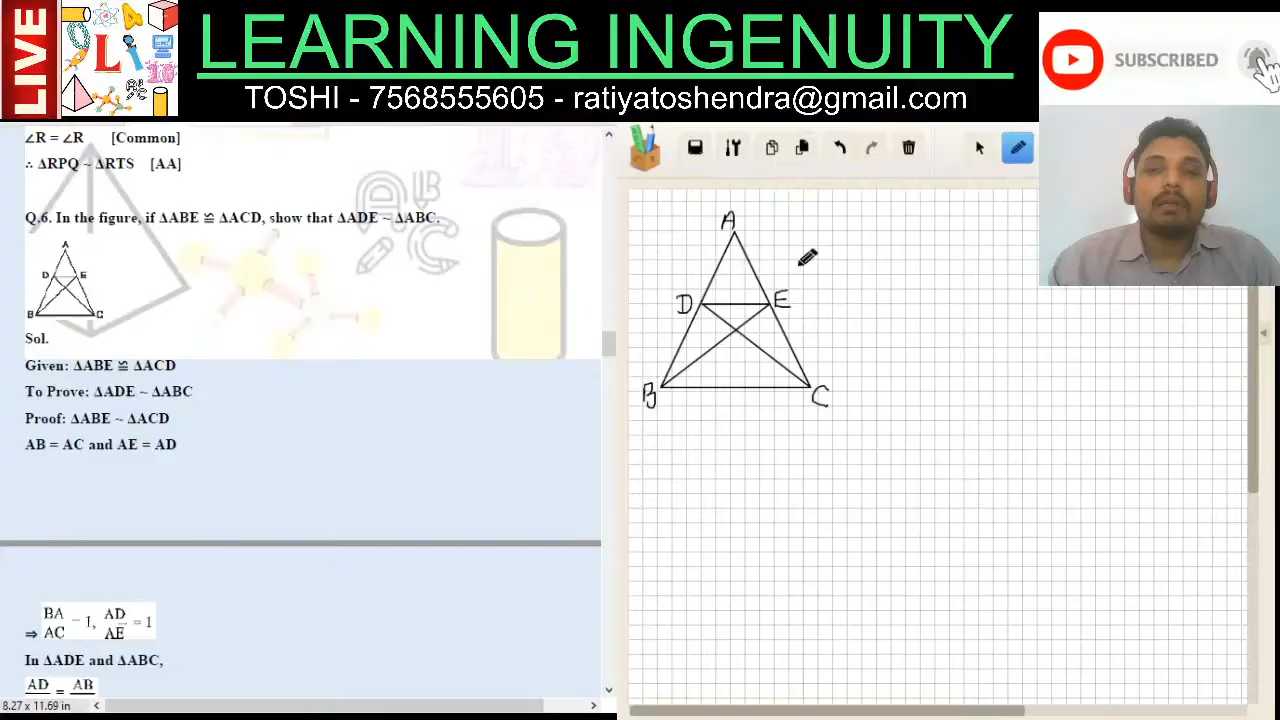 LIVE
LEARNING INGENUITY
TOSHI - 7568555605 - ratiyatoshendra@gmail.com
SUBSCRIBED
∠R = ∠R [Common]
∴ ΔRPQ ~ ΔRTS [AA]
Q.6. In the figure, if ΔABE ≌ ΔACD, show that ΔADE ~ ΔABC.
A
D E
B C
Sol.
Given: ΔABE ≌ ΔACD
To Prove: ΔADE ~ ΔABC
Proof: ΔABE ~ ΔACD
AB = AC and AE = AD
⇒ BA/AC = 1, AD/AE = 1
In ΔADE and ΔABC,
AD = AB
8.27 x 11.69 in
A
D E
B C